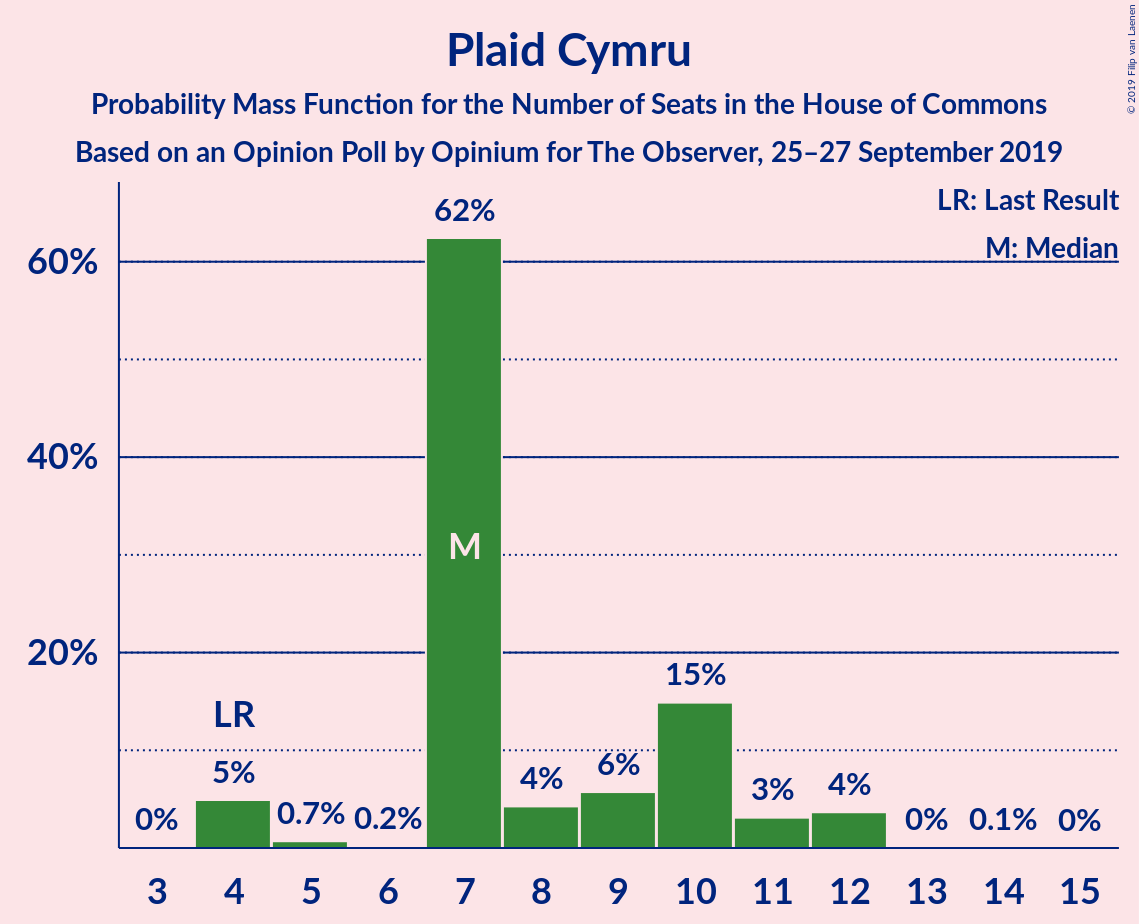 © 2019 Filip van Laenen
Plaid Cymru
Probability Mass Function for the Number of Seats in the House of Commons
Based on an Opinion Poll by Opinium for The Observer, 25–27 September 2019
LR: Last Result
M: Median
62%
60%
M
40%
20%
15%
LR
5%
4%
6%
3%
4%
0%
0.7%
0.2%
0%
0.1%
0%
3 4 5 6 7 8 9 10 11 12 13 14 15